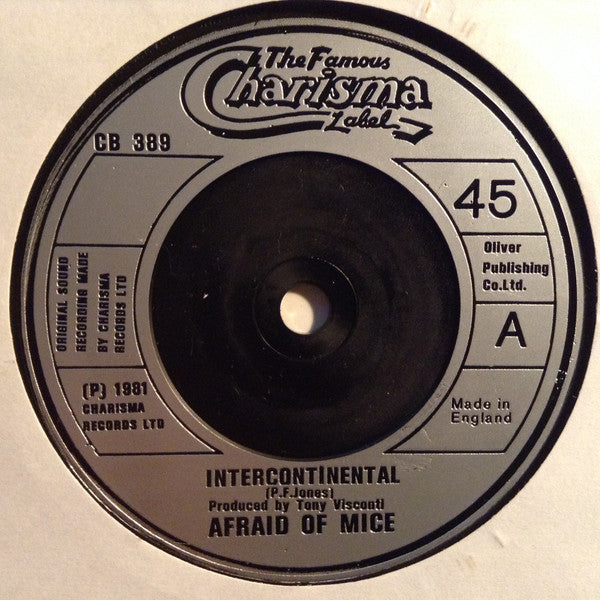 The Famous
Charisma
Label
CB 389
45
Oliver
Publishing
Co.Ltd.
A
ORIGINAL SOUND
RECORDING MADE
BY CHARISMA
RECORDS LTD
(P) 1981
CHARISMA
RECORDS LTD
Made in
England
INTERCONTINENTAL
(P.F.Jones)
Produced by Tony Visconti
AFRAID OF MICE